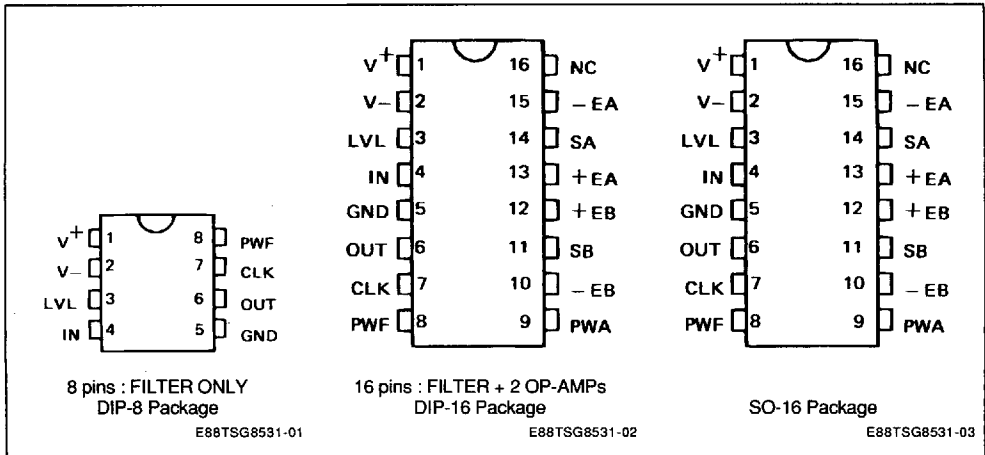 V+ 1 8 PWF
V− 2 7 CLK
LVL 3 6 OUT
IN 4 5 GND
8 pins : FILTER ONLY
DIP-8 Package
E88TSG8531-01
V+ 1 16 NC
V− 2 15 −EA
LVL 3 14 SA
IN 4 13 +EA
GND 5 12 +EB
OUT 6 11 SB
CLK 7 10 −EB
PWF 8 9 PWA
16 pins : FILTER + 2 OP-AMPs
DIP-16 Package
E88TSG8531-02
V+ 1 16 NC
V− 2 15 −EA
LVL 3 14 SA
IN 4 13 +EA
GND 5 12 +EB
OUT 6 11 SB
CLK 7 10 −EB
PWF 8 9 PWA
SO-16 Package
E88TSG8531-03